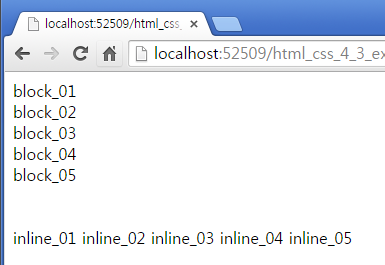 localhost:52509/html_css_
localhost:52509/html_css_4_3_ex
block_01
block_02
block_03
block_04
block_05
inline_01 inline_02 inline_03 inline_04 inline_05